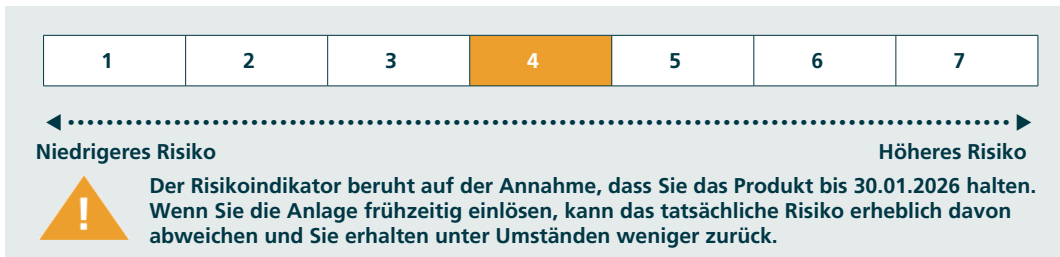 1 2 3 4 5 6 7
Niedrigeres Risiko Höheres Risiko
Der Risikoindikator beruht auf der Annahme, dass Sie das Produkt bis 30.01.2026 halten.
Wenn Sie die Anlage frühzeitig einlösen, kann das tatsächliche Risiko erheblich davon
abweichen und Sie erhalten unter Umständen weniger zurück.